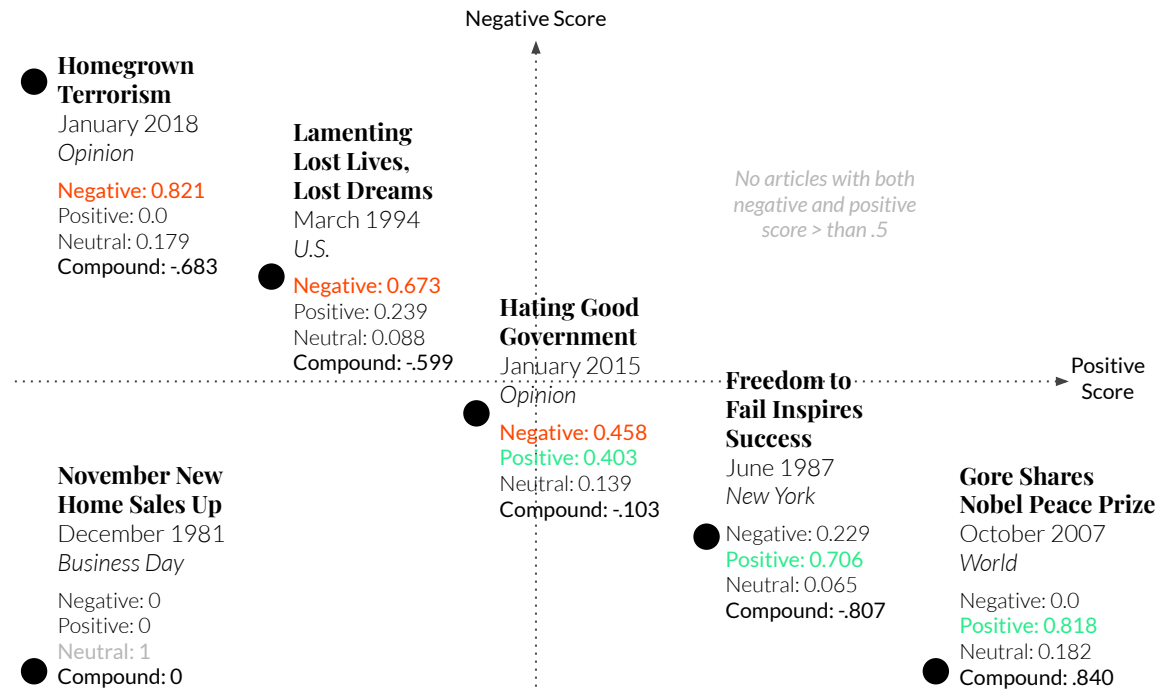 Negative Score
Homegrown
Terrorism
January 2018
Opinion
Negative: 0.821
Positive: 0.0
Neutral: 0.179
Compound: -.683
Lamenting
Lost Lives,
Lost Dreams
March 1994
U.S.
Negative: 0.673
Positive: 0.239
Neutral: 0.088
Compound: -.599
No articles with both
negative and positive
score > than .5
Hating Good
Government
January 2015
Opinion
Negative: 0.458
Positive: 0.403
Neutral: 0.139
Compound: -.103
Positive
Score
Freedom to
Fail Inspires
Success
June 1987
New York
Negative: 0.229
Positive: 0.706
Neutral: 0.065
Compound: -.807
November New
Home Sales Up
December 1981
Business Day
Negative: 0
Positive: 0
Neutral: 1
Compound: 0
Gore Shares
Nobel Peace Prize
October 2007
World
Negative: 0.0
Positive: 0.818
Neutral: 0.182
Compound: .840